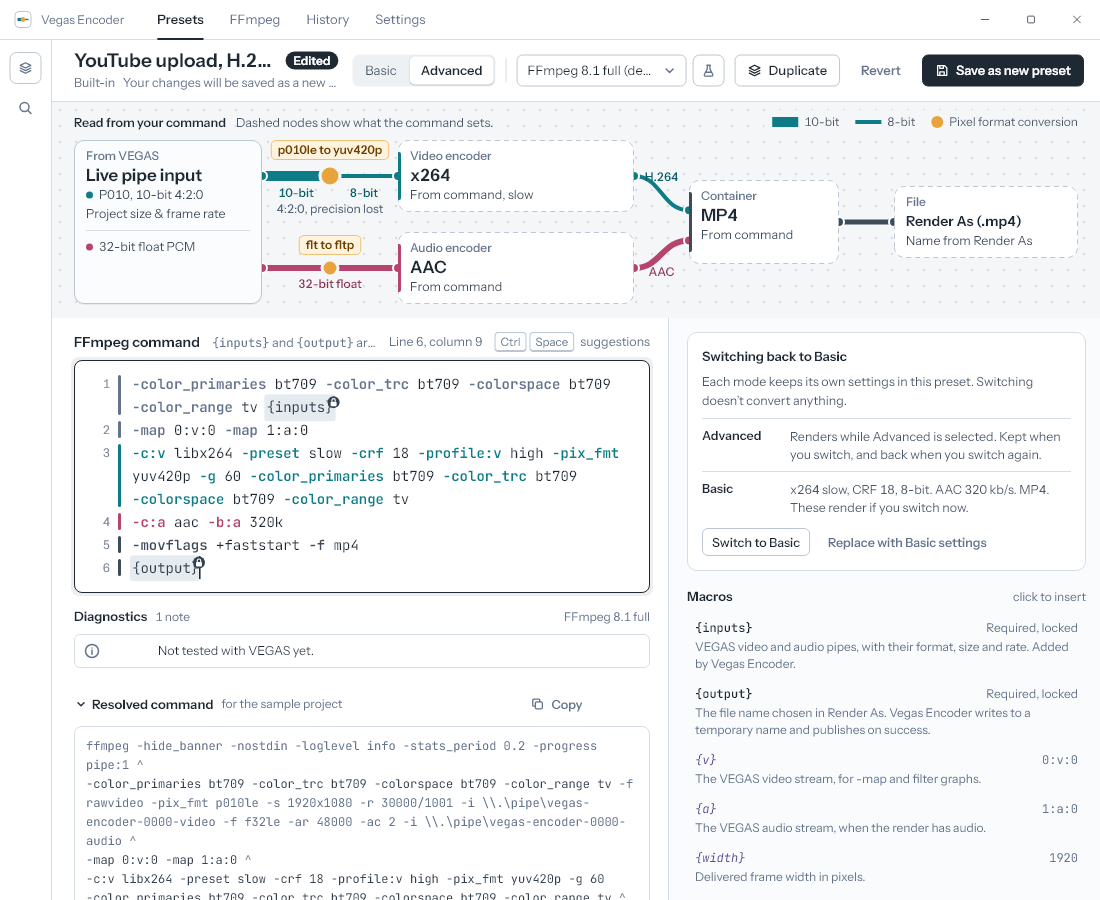 Vegas Encoder
Presets
FFmpeg
History
Settings
YouTube upload, H.2...
Edited
Built-in Your changes will be saved as a new ...
Basic
Advanced
FFmpeg 8.1 full (de...
Duplicate
Revert
Save as new preset
Read from your command Dashed nodes show what the command sets.
10-bit
8-bit
Pixel format conversion
From VEGAS
Live pipe input
P010, 10-bit 4:2:0
Project size & frame rate
32-bit float PCM
p010le to yuv420p
10-bit
8-bit
4:2:0, precision lost
flt to fltp
32-bit float
Video encoder
x264
From command, slow
Audio encoder
AAC
From command
H.264
AAC
Container
MP4
From command
File
Render As (.mp4)
Name from Render As
FFmpeg command {inputs} and {output} ar... Line 6, column 9 Ctrl Space suggestions
1 -color_primaries bt709 -color_trc bt709 -colorspace bt709
-color_range tv {inputs}
2 -map 0:v:0 -map 1:a:0
3 -c:v libx264 -preset slow -crf 18 -profile:v high -pix_fmt
yuv420p -g 60 -color_primaries bt709 -color_trc bt709
-colorspace bt709 -color_range tv
4 -c:a aac -b:a 320k
5 -movflags +faststart -f mp4
6 {output}
Diagnostics 1 note FFmpeg 8.1 full
Not tested with VEGAS yet.
Resolved command for the sample project
Copy
ffmpeg -hide_banner -nostdin -loglevel info -stats_period 0.2 -progress
pipe:1 ^
-color_primaries bt709 -color_trc bt709 -colorspace bt709 -color_range tv -f
rawvideo -pix_fmt p010le -s 1920x1080 -r 30000/1001 -i \\.\pipe\vegas-
encoder-0000-video -f f32le -ar 48000 -ac 2 -i \\.\pipe\vegas-encoder-0000-
audio ^
-map 0:v:0 -map 1:a:0 ^
-c:v libx264 -preset slow -crf 18 -profile:v high -pix_fmt yuv420p -g 60
-color_primaries bt709 -color_trc bt709 -colorspace bt709 -color_range tv ^
Switching back to Basic
Each mode keeps its own settings in this preset. Switching
doesn't convert anything.
Advanced
Renders while Advanced is selected. Kept when
you switch, and back when you switch again.
Basic
x264 slow, CRF 18, 8-bit. AAC 320 kb/s. MP4.
These render if you switch now.
Switch to Basic
Replace with Basic settings
Macros click to insert
{inputs} Required, locked
VEGAS video and audio pipes, with their format, size and rate. Added
by Vegas Encoder.
{output} Required, locked
The file name chosen in Render As. Vegas Encoder writes to a
temporary name and publishes on success.
{v} 0:v:0
The VEGAS video stream, for -map and filter graphs.
{a} 1:a:0
The VEGAS audio stream, when the render has audio.
{width} 1920
Delivered frame width in pixels.